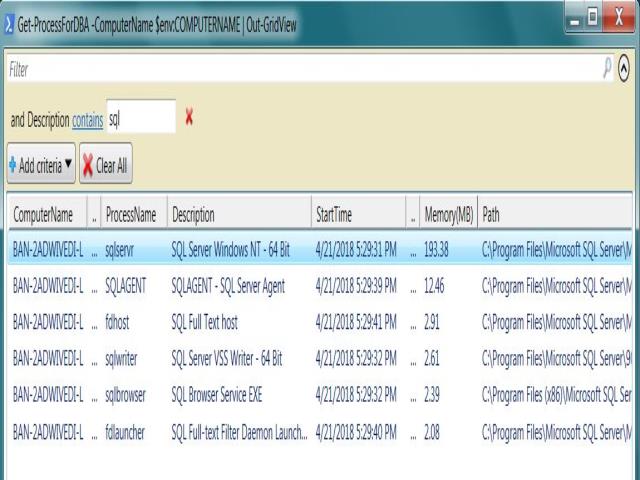 Get-ProcessForDBA -ComputerName $env:COMPUTERNAME | Out-GridView
Filter
and Description contains sql
Add criteria Clear All
ComputerName .. ProcessName Description StartTime .. Memory(MB) Path
BAN-2ADWIVEDI-L ... sqlservr SQL Server Windows NT - 64 Bit 4/21/2018 5:29:31 PM ... 193.38 C:\Program Files\Microsoft SQL Server\M
BAN-2ADWIVEDI-L ... SQLAGENT SQLAGENT - SQL Server Agent 4/21/2018 5:29:39 PM ... 12.46 C:\Program Files\Microsoft SQL Server\M
BAN-2ADWIVEDI-L ... fdhost SQL Full Text host 4/21/2018 5:29:41 PM ... 2.91 C:\Program Files\Microsoft SQL Server\M
BAN-2ADWIVEDI-L ... sqlwriter SQL Server VSS Writer - 64 Bit 4/21/2018 5:29:32 PM ... 2.61 C:\Program Files\Microsoft SQL Server\9
BAN-2ADWIVEDI-L ... sqlbrowser SQL Browser Service EXE 4/21/2018 5:29:32 PM ... 2.39 C:\Program Files (x86)\Microsoft SQL Ser
BAN-2ADWIVEDI-L ... fdlauncher SQL Full-text Filter Daemon Launch... 4/21/2018 5:29:40 PM ... 2.08 C:\Program Files\Microsoft SQL Server\M